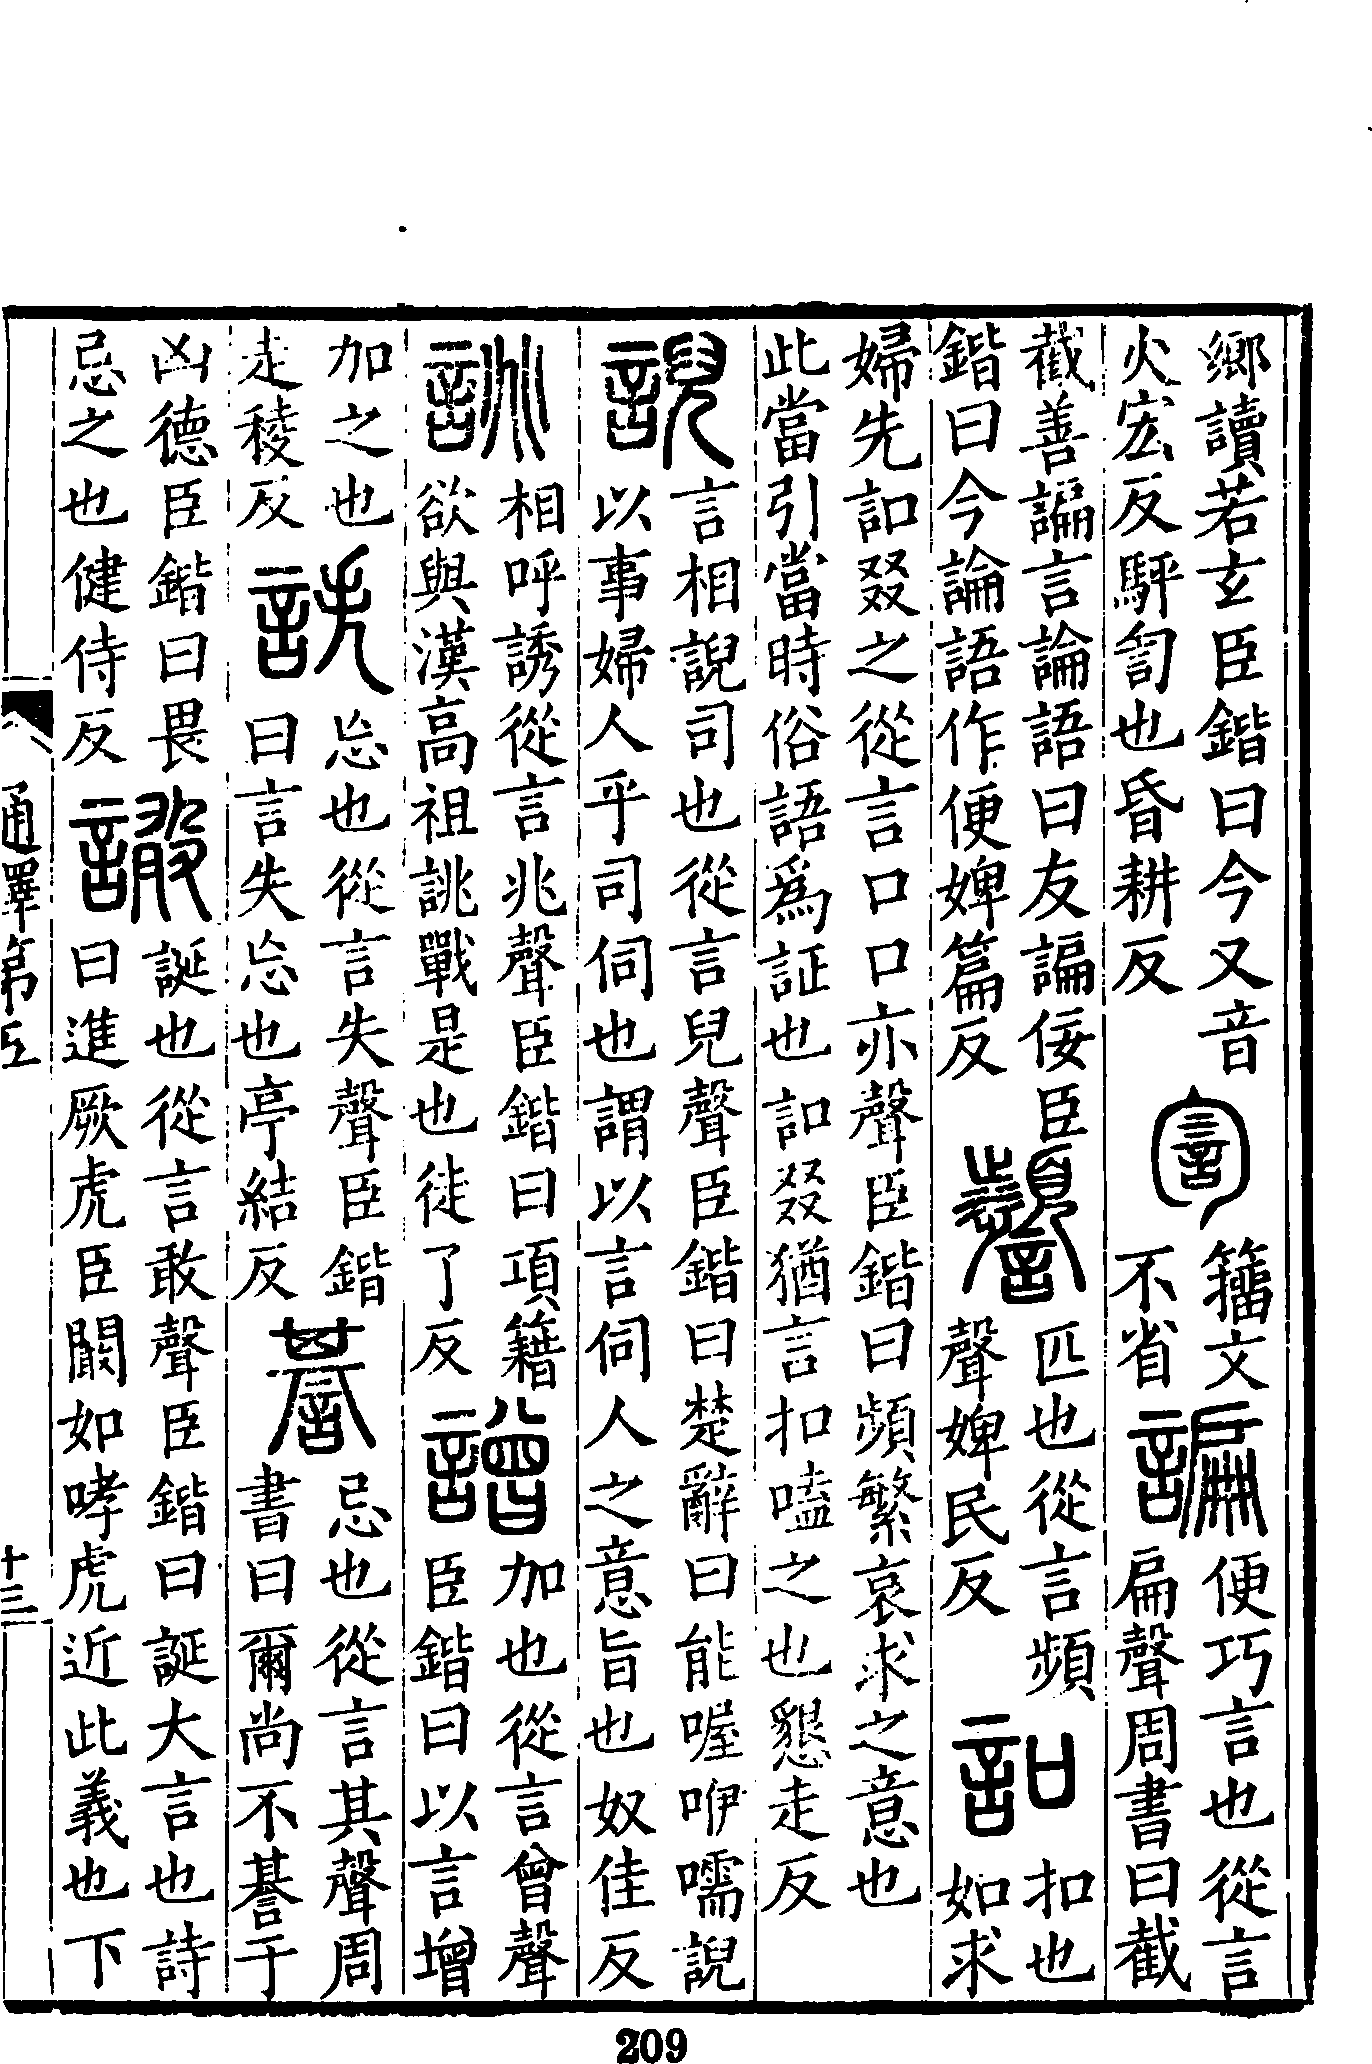 鄉讀若玄臣鍇曰今又音
火宏反駍訇也昏耕反
籀文
不省
諞
便巧言也從言
扁聲周書曰截
截善諞言論語曰友諞佞臣
鍇曰今論語作便婢篇反
匹也從言頻
聲婢民反
𧥣
扣也
如求
婦先𧥣叕之從言口口亦聲臣鍇曰頻繁哀求之意也
此當引當時俗語爲証也𧥣叕猶言扣嗑之也懇走反
誽
言相誽司也從言兒聲臣鍇曰楚辭曰能喔咿嚅誽
以事婦人乎司伺也謂以言伺人之意旨也奴佳反
誂
相呼誘從言兆聲臣鍇曰項籍
欲與漢高祖誂戰是也徒了反
譄
加也從言曾聲
臣鍇曰以言增
加之也
走稜反
詄
忘也從言失聲臣鍇
曰言失忘也亭結反
諅
忌也從言其聲周
書曰爾尚不諅于
凶德臣鍇曰畏
忌之也健侍反
譀
誕也從言敢聲臣鍇曰誕大言也詩
曰進厥虎臣闞如哮虎近此義也下
通釋第五
十三
209